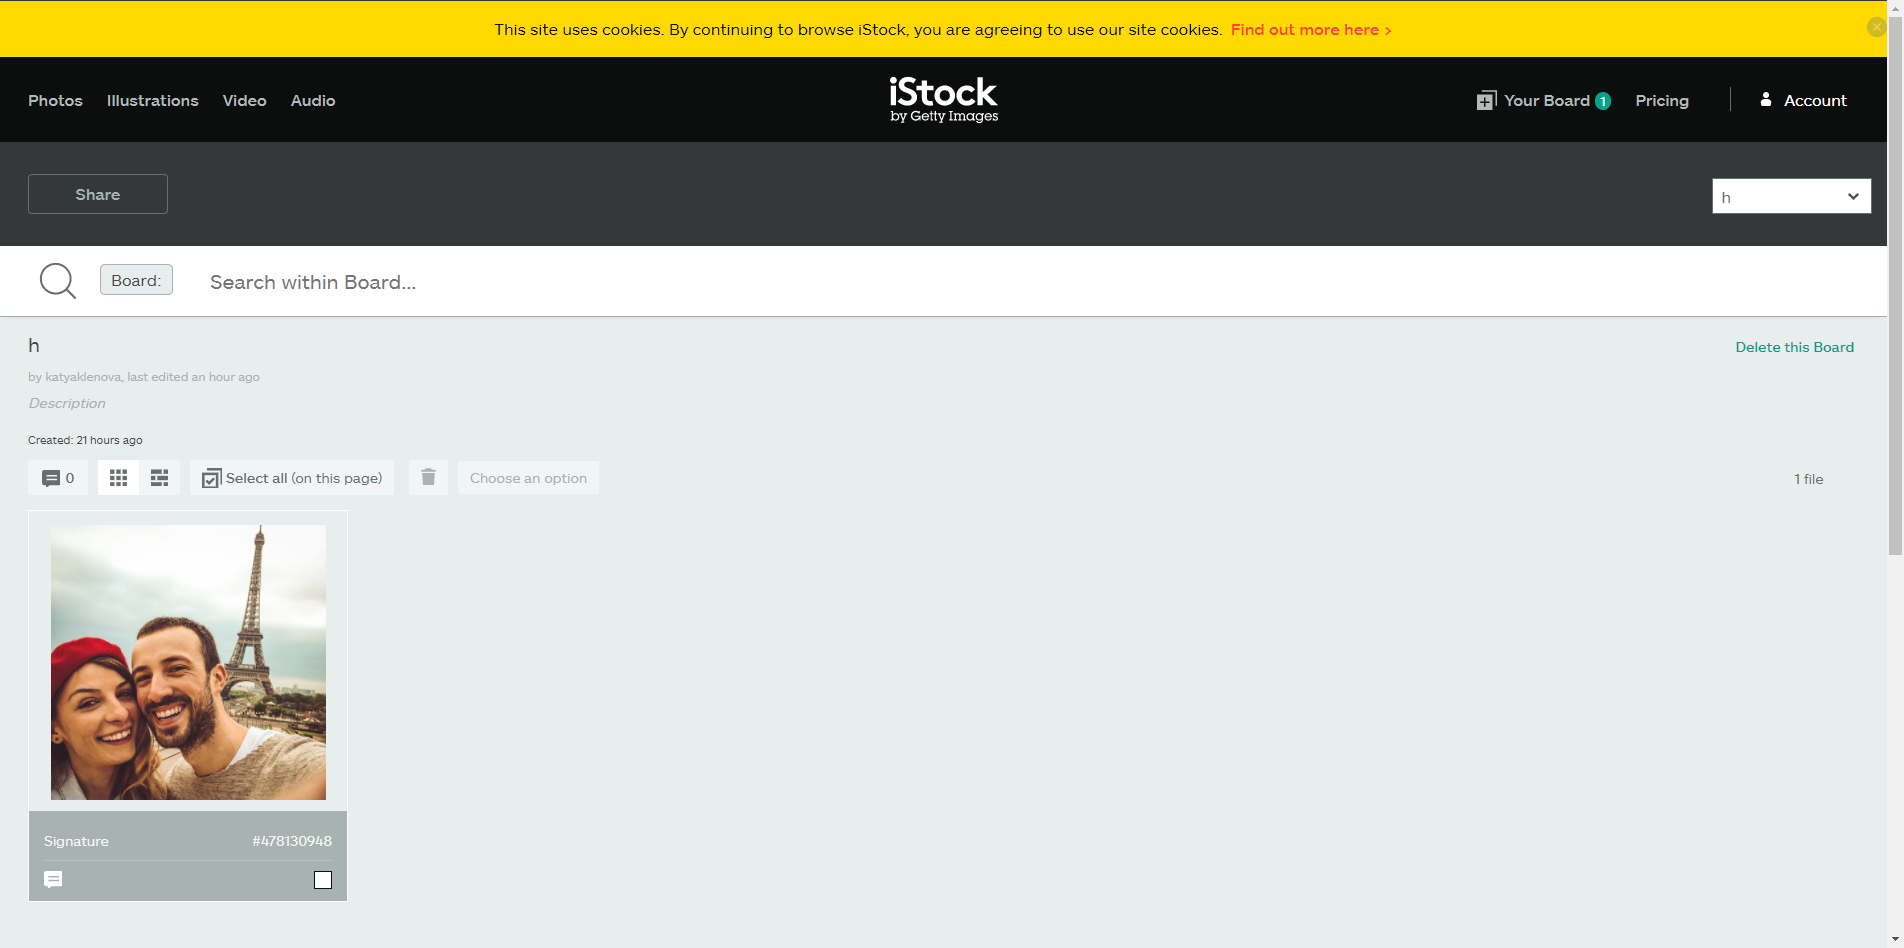 This site uses cookies. By continuing to browse iStock, you are agreeing to use our site cookies. Find out more here >
Photos Illustrations Video Audio
iStock
by Getty Images
Your Board 1 Pricing Account
Share
h
Board: Search within Board...
h
Delete this Board
by katyaklenova, last edited an hour ago
Description
Created: 21 hours ago
0 Select all (on this page) Choose an option 1 file
Signature #478130948